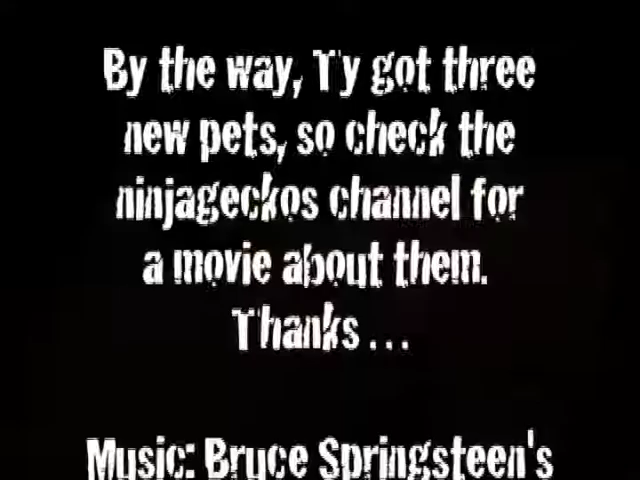 By the way, Ty got three
new pets, so check the
ninjageckos channel for
a movie about them.
Thanks ...
Music: Bruce Springsteen's